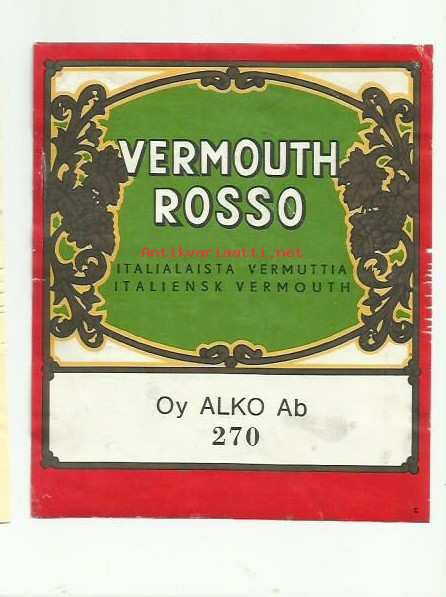 VERMOUTH
ROSSO
Antikvariaatti.net
ITALIALAISTA VERMUTTIA
ITALIENSK VERMOUTH
Oy ALKO Ab
270